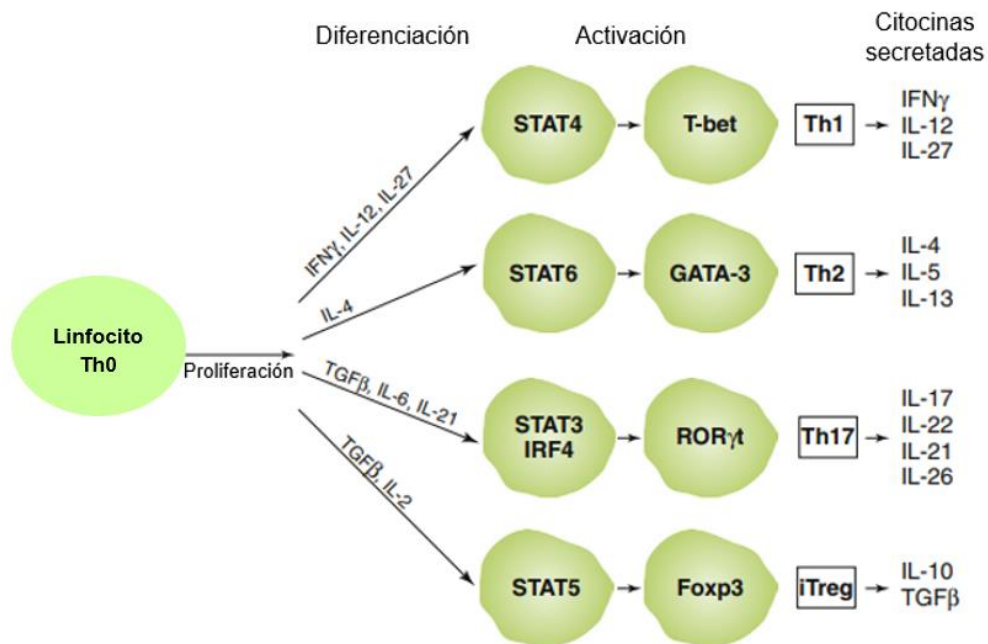 Diferenciación
Activación
Citocinas
secretadas
Linfocito
Th0
Proliferación
IFNγ, IL-12, IL-27
STAT4
T-bet
Th1
IFNγ
IL-12
IL-27
IL-4
STAT6
GATA-3
Th2
IL-4
IL-5
IL-13
TGFβ, IL-6, IL-21
STAT3
IRF4
RORγt
Th17
IL-17
IL-22
IL-21
IL-26
TGFβ, IL-2
STAT5
Foxp3
iTreg
IL-10
TGFβ